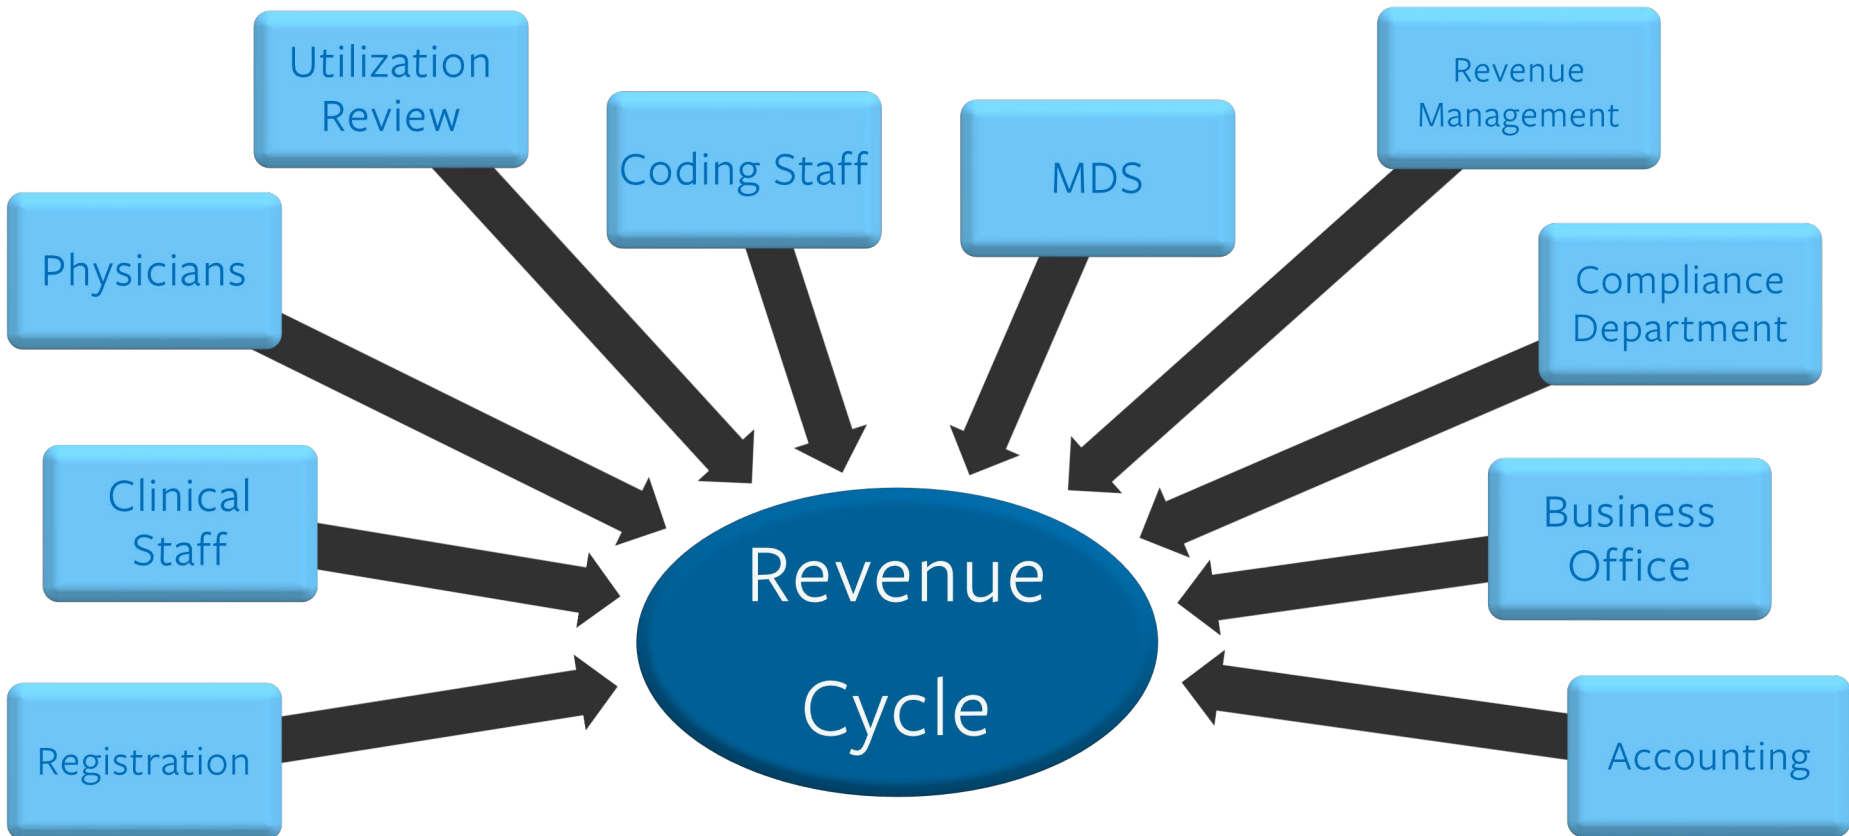 Utilization
Review
Revenue
Management
Coding Staff
MDS
Physicians
Compliance
Department
Clinical
Staff
Business
Office
Revenue
Cycle
Registration
Accounting